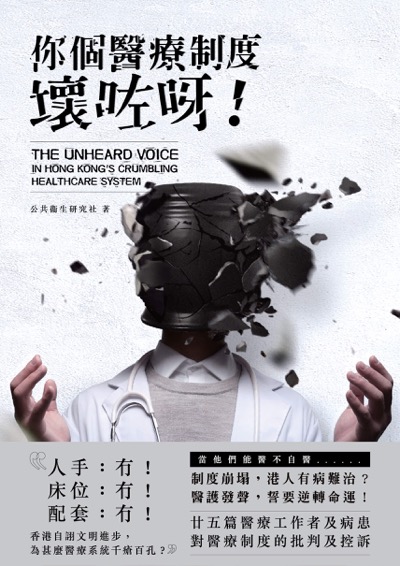 你個醫療制度
壞咗呀！
THE UNHEARD VOICE
IN HONG KONG'S CRUMBLING
HEALTHCARE SYSTEM
公共衞生研究社 著
人手：冇！
床位：冇！
配套：冇！
香港自詡文明進步，
為甚麼醫療系統千瘡百孔？
當他們能醫不自醫......
制度崩塌，港人有病難治？
醫護發聲，誓要逆轉命運！
廿五篇醫療工作者及病患
對醫療制度的批判及控訴